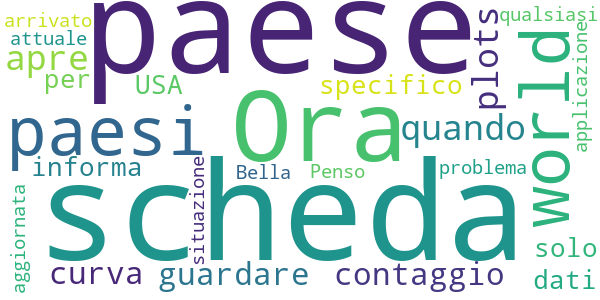 arrivato
paese
plots
qualsiasi
attuale
world
applicazione
apre
per
USA
specifico
Ora
paesi
quando
informa
situazione
Bella
Penso
problema
scheda
aggiornata
solo
curva
guardare
contagio
dati